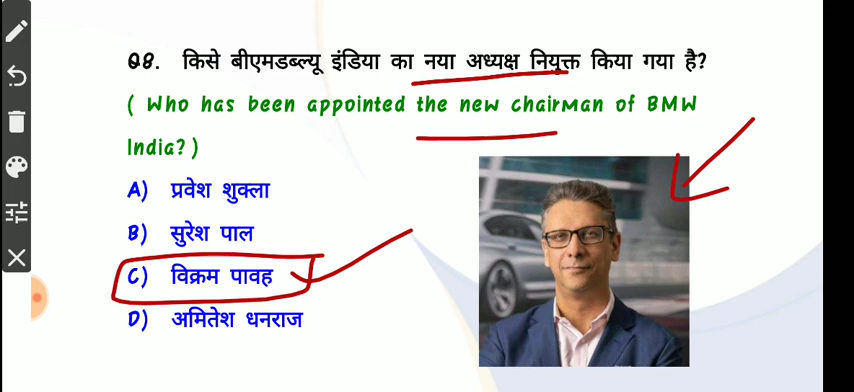 Q8. किसे बीएमडब्ल्यू इंडिया का नया अध्यक्ष नियुक्त किया गया है?
( Who has been appointed the new chairman of BMW
India? )
A) प्रवेश शुक्ला
B) सुरेश पाल
C) विक्रम पावह
D) अमितेश धनराज